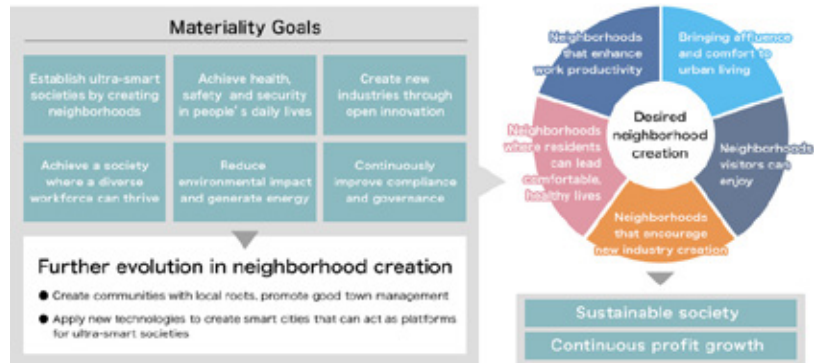 Materiality Goals
Establish ultra-smart
societies by creating
neighborhoods
Achieve health,
safety and security
in people's daily lives
Create new
industries through
open innovation
Achieve a society
where a diverse
workforce can thrive
Reduce
environmental impact
and generate energy
Continuously
improve compliance
and governance
Further evolution in neighborhood creation
● Create communities with local roots, promote good town management
● Apply new technologies to create smart cities that can act as platforms
for ultra-smart societies
Neighborhoods
that enhance
work productivity
Bringing affluence
and comfort to
urban living
Desired
neighborhood
creation
Neighborhoods
where residents
can lead
comfortable,
healthy lives
Neighborhoods
visitors can
enjoy
Neighborhoods
that encourage
new industry creation
Sustainable society
Continuous profit growth